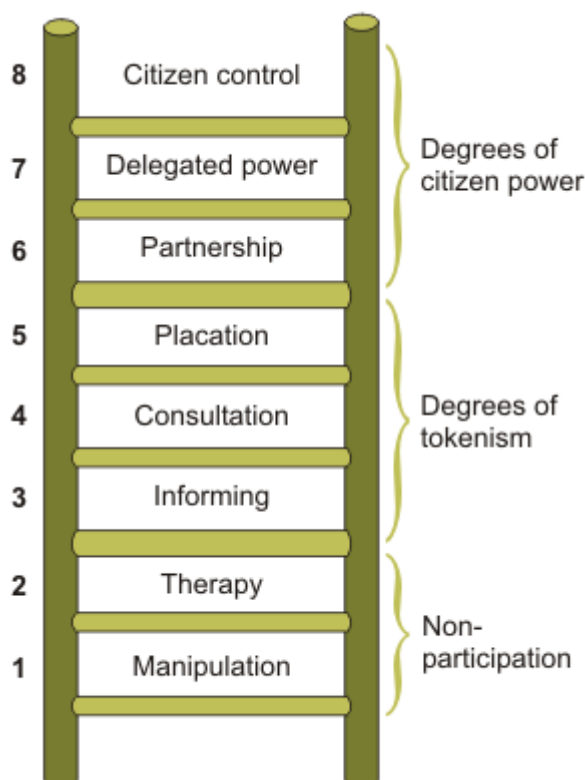 8 Citizen control
7 Delegated power
Degrees of
citizen power
6 Partnership
5 Placation
4 Consultation
Degrees of
tokenism
3 Informing
2 Therapy
1 Manipulation
Non-
participation